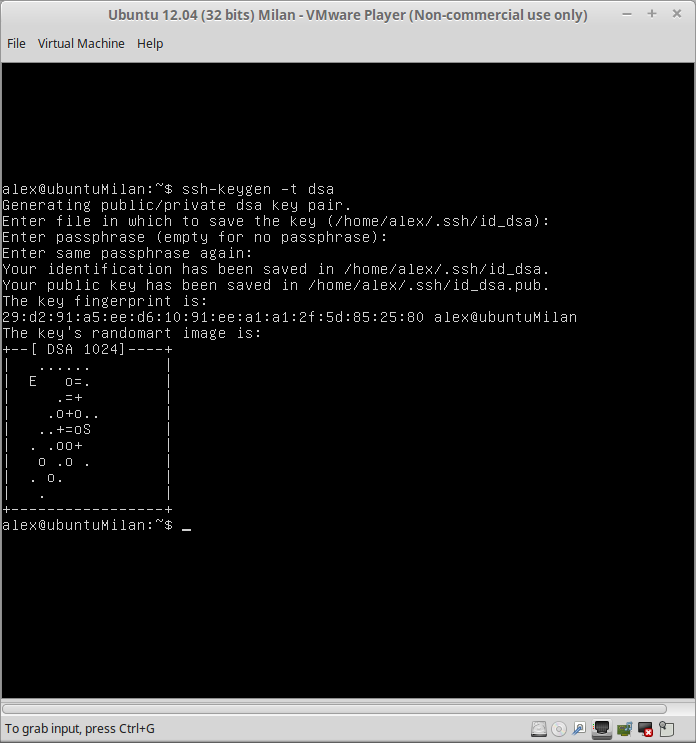 Ubuntu 12.04 (32 bits) Milan - VMware Player (Non-commercial use only)
File Virtual Machine Help
alex@ubuntuMilan:~$ ssh-keygen -t dsa
Generating public/private dsa key pair.
Enter file in which to save the key (/home/alex/.ssh/id_dsa):
Enter passphrase (empty for no passphrase):
Enter same passphrase again:
Your identification has been saved in /home/alex/.ssh/id_dsa.
Your public key has been saved in /home/alex/.ssh/id_dsa.pub.
The key fingerprint is:
29:d2:91:a5:ee:d6:10:91:ee:a1:a1:2f:5d:85:25:80 alex@ubuntuMilan
The key's randomart image is:
+--[ DSA 1024]----+
|   ......        |
|  E   o=.        |
|     .=+         |
|    .o+o..       |
|   ..+=oS        |
|  . .oo+         |
|   o .o .        |
|  . o.           |
|   .             |
+-----------------+
alex@ubuntuMilan:~$ _
To grab input, press Ctrl+G